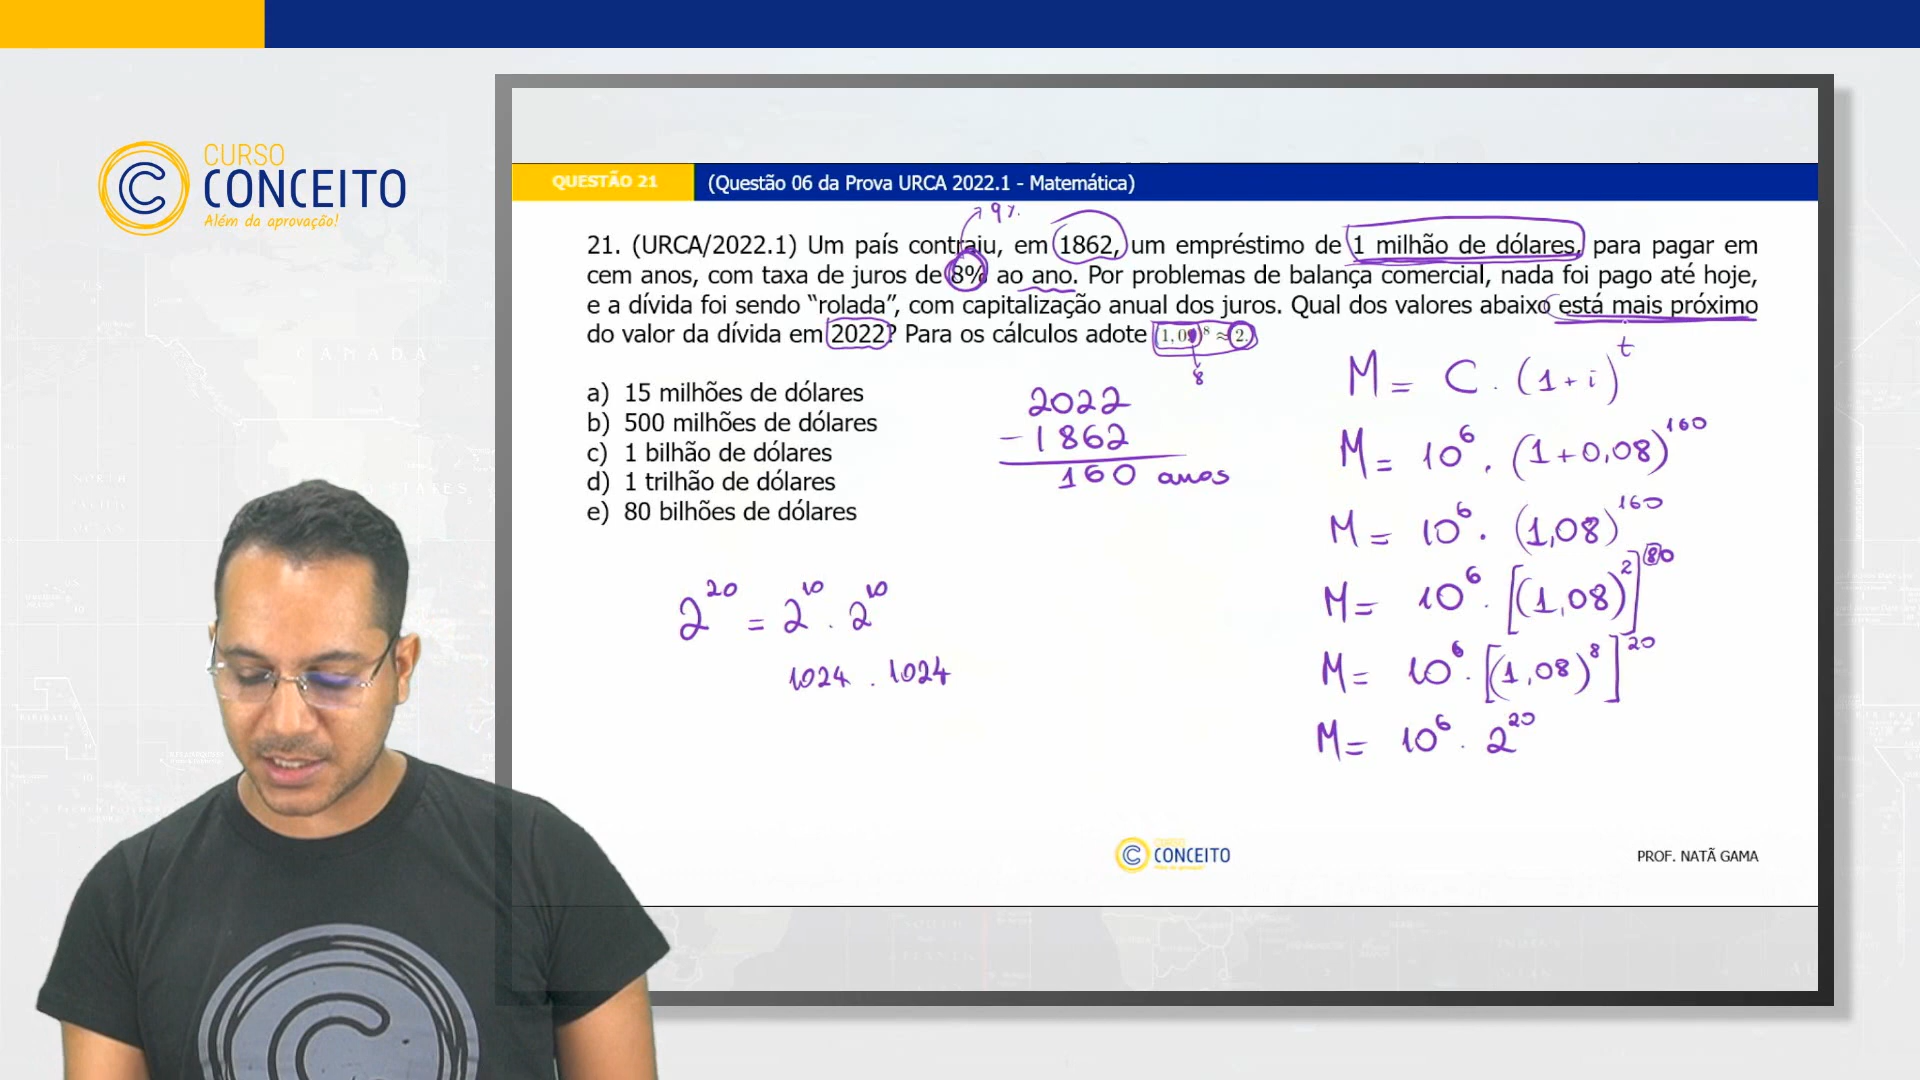 CURSO
CONCEITO
Além da aprovação!
QUESTÃO 21
(Questão 06 da Prova URCA 2022.1 - Matemática)
9%
21. (URCA/2022.1) Um país contraiu, em 1862, um empréstimo de 1 milhão de dólares, para pagar em
cem anos, com taxa de juros de 8% ao ano. Por problemas de balança comercial, nada foi pago até hoje,
e a dívida foi sendo “rolada”, com capitalização anual dos juros. Qual dos valores abaixo está mais próximo
do valor da dívida em 2022? Para os cálculos adote (1,09)⁸ ≈ 2.
8
a) 15 milhões de dólares
b) 500 milhões de dólares
c) 1 bilhão de dólares
d) 1 trilhão de dólares
e) 80 bilhões de dólares
2022
- 1862
160 anos
2²⁰ = 2¹⁰ . 2¹⁰
1024 . 1024
M = C . (1 + i)ᵗ
M = 10⁶ . (1 + 0,08)¹⁶⁰
M = 10⁶ . (1,08)¹⁶⁰
M = 10⁶ . [(1,08)²]⁸⁰
M = 10⁶ . [(1,08)⁸]²⁰
M = 10⁶ . 2²⁰
CONCEITO
PROF. NATÃ GAMA